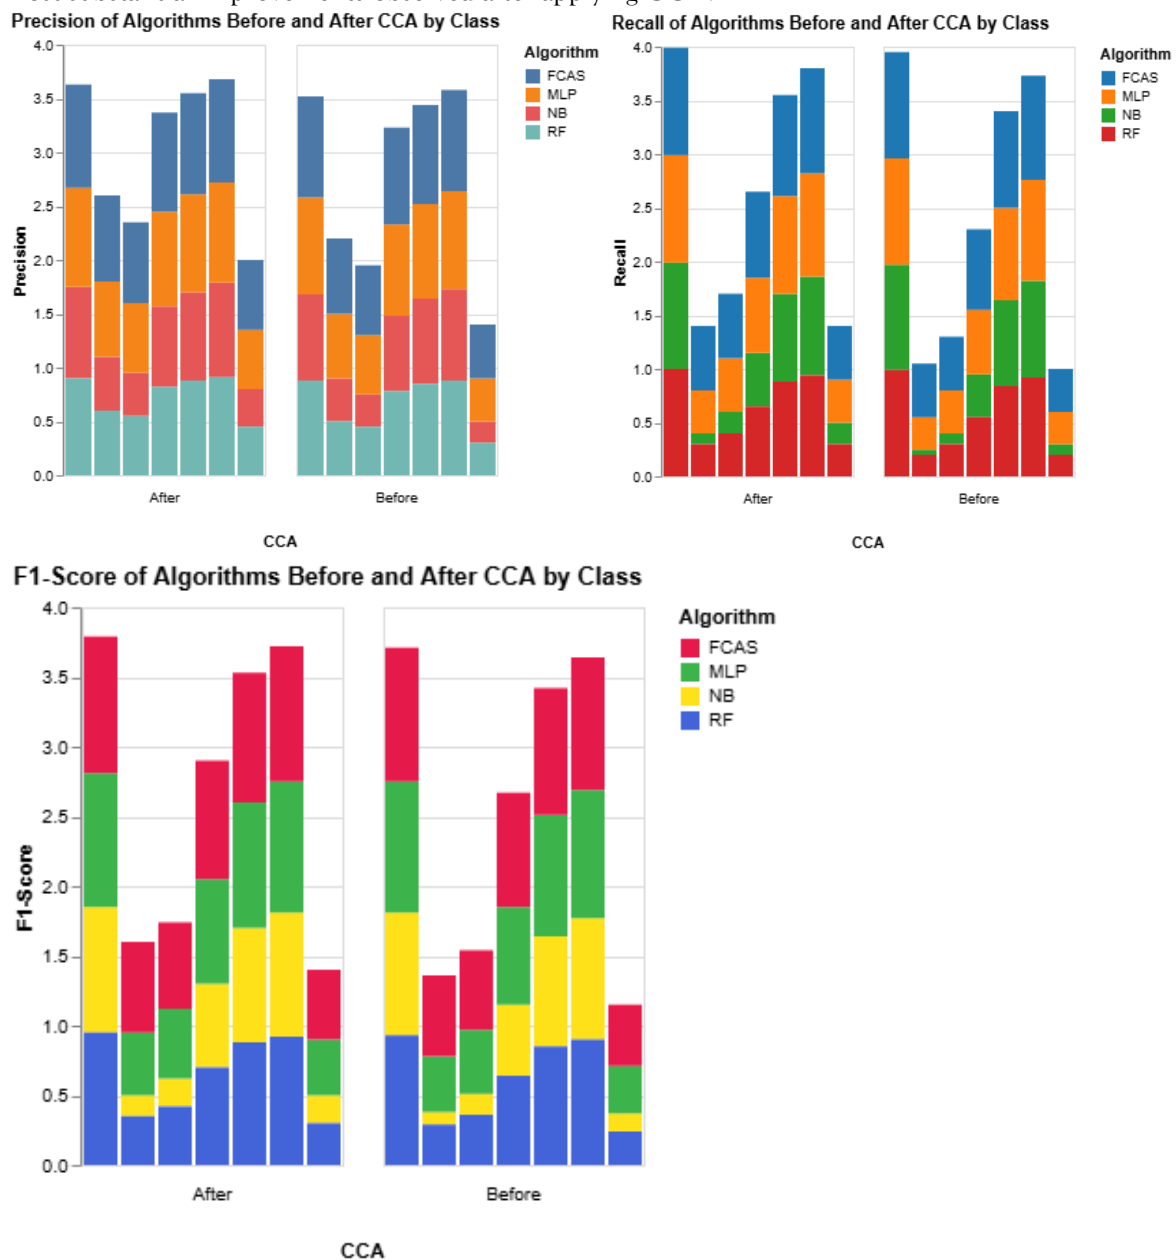 Precision of Algorithms Before and After CCA by Class
Algorithm
FCAS
MLP
NB
RF
4.0
3.5
3.0
2.5
2.0
1.5
1.0
0.5
0.0
Precision
After
Before
CCA
Recall of Algorithms Before and After CCA by Class
Algorithm
FCAS
MLP
NB
RF
4.0
3.5
3.0
2.5
2.0
1.5
1.0
0.5
0.0
Recall
After
Before
CCA
F1-Score of Algorithms Before and After CCA by Class
Algorithm
FCAS
MLP
NB
RF
4.0
3.5
3.0
2.5
2.0
1.5
1.0
0.5
0.0
F1-Score
After
Before
CCA